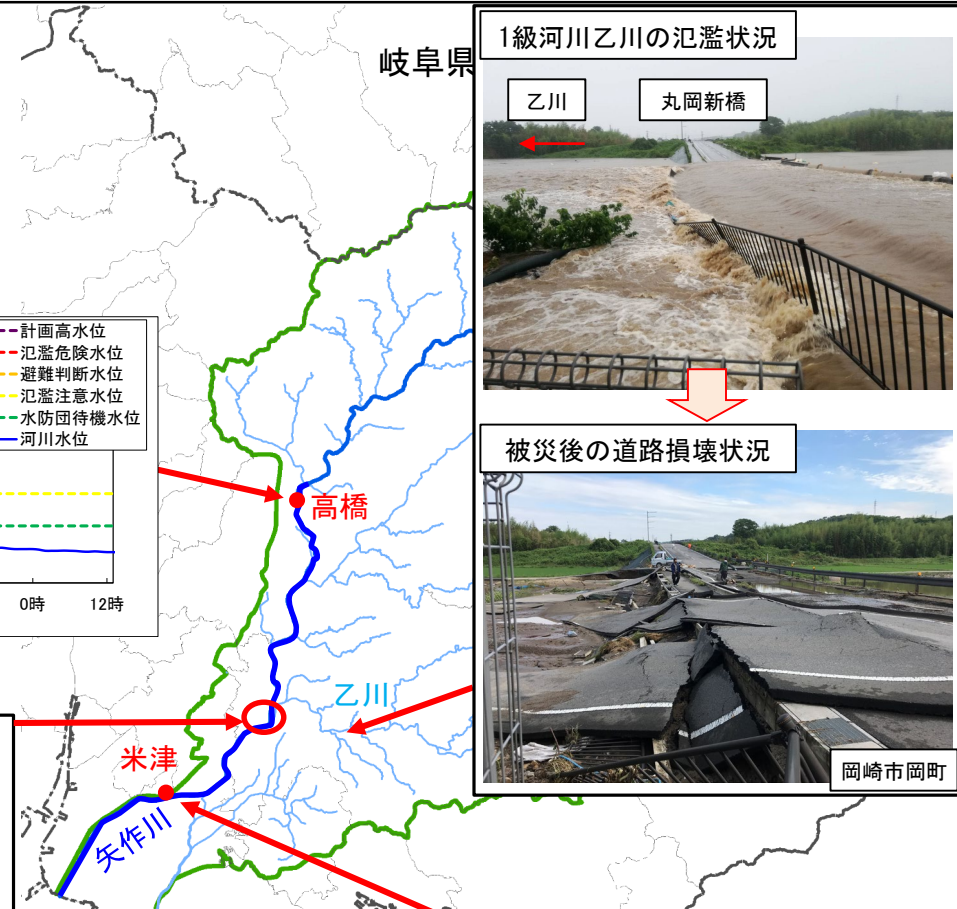 岐阜県
1級河川乙川の氾濫状況
乙川
丸岡新橋
計画高水位
氾濫危険水位
避難判断水位
氾濫注意水位
水防団待機水位
河川水位
0時
12時
被災後の道路損壊状況
高橋
乙川
米津
矢作川
岡崎市岡町